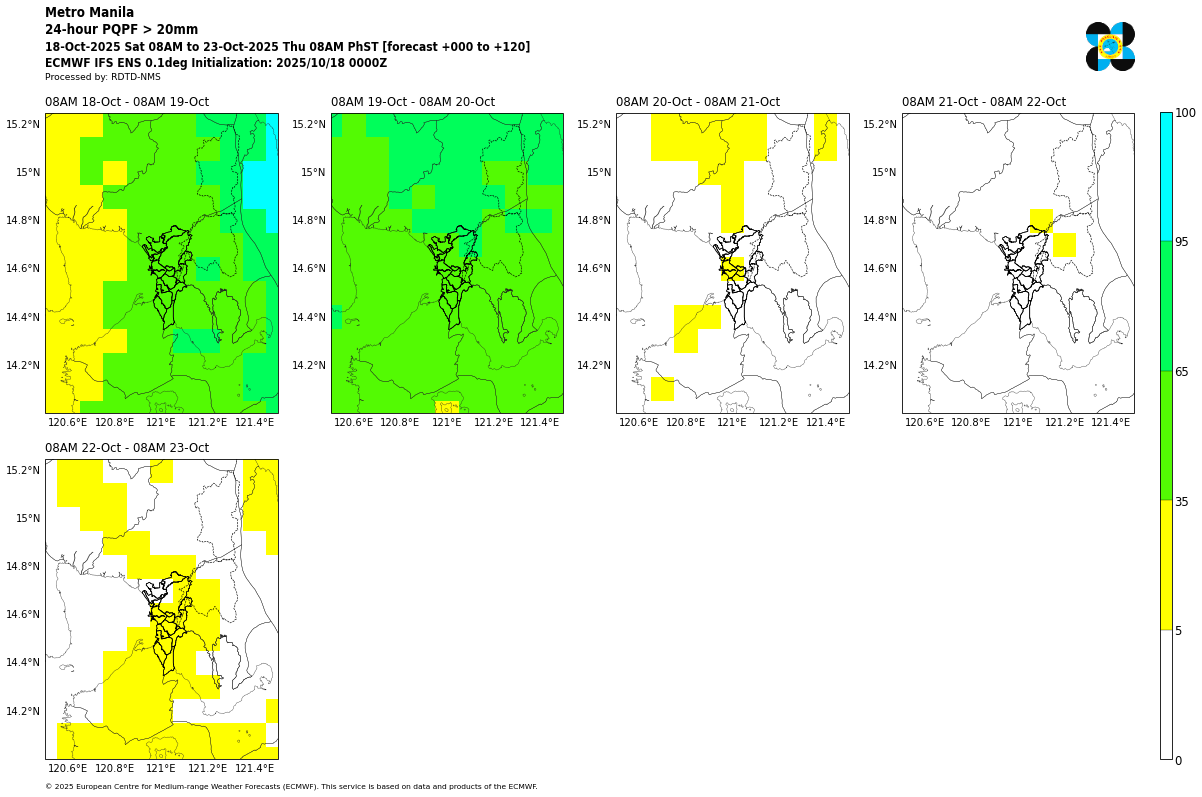 Metro Manila
24-hour PQPF > 20mm
18-Oct-2025 Sat 08AM to 23-Oct-2025 Thu 08AM PhST [forecast +000 to +120]
ECMWF IFS ENS 0.1deg Initialization: 2025/10/18 0000Z
Processed by: RDTD-NMS
08AM 18-Oct - 08AM 19-Oct
15.2°N
15°N
14.8°N
14.6°N
14.4°N
14.2°N
120.6°E 120.8°E 121°E 121.2°E 121.4°E
08AM 19-Oct - 08AM 20-Oct
15.2°N
15°N
14.8°N
14.6°N
14.4°N
14.2°N
120.6°E 120.8°E 121°E 121.2°E 121.4°E
08AM 20-Oct - 08AM 21-Oct
15.2°N
15°N
14.8°N
14.6°N
14.4°N
14.2°N
120.6°E 120.8°E 121°E 121.2°E 121.4°E
08AM 21-Oct - 08AM 22-Oct
15.2°N
15°N
14.8°N
14.6°N
14.4°N
14.2°N
120.6°E 120.8°E 121°E 121.2°E 121.4°E
100
95
65
35
5
0
08AM 22-Oct - 08AM 23-Oct
15.2°N
15°N
14.8°N
14.6°N
14.4°N
14.2°N
120.6°E 120.8°E 121°E 121.2°E 121.4°E
© 2025 European Centre for Medium-range Weather Forecasts (ECMWF). This service is based on data and products of the ECMWF.